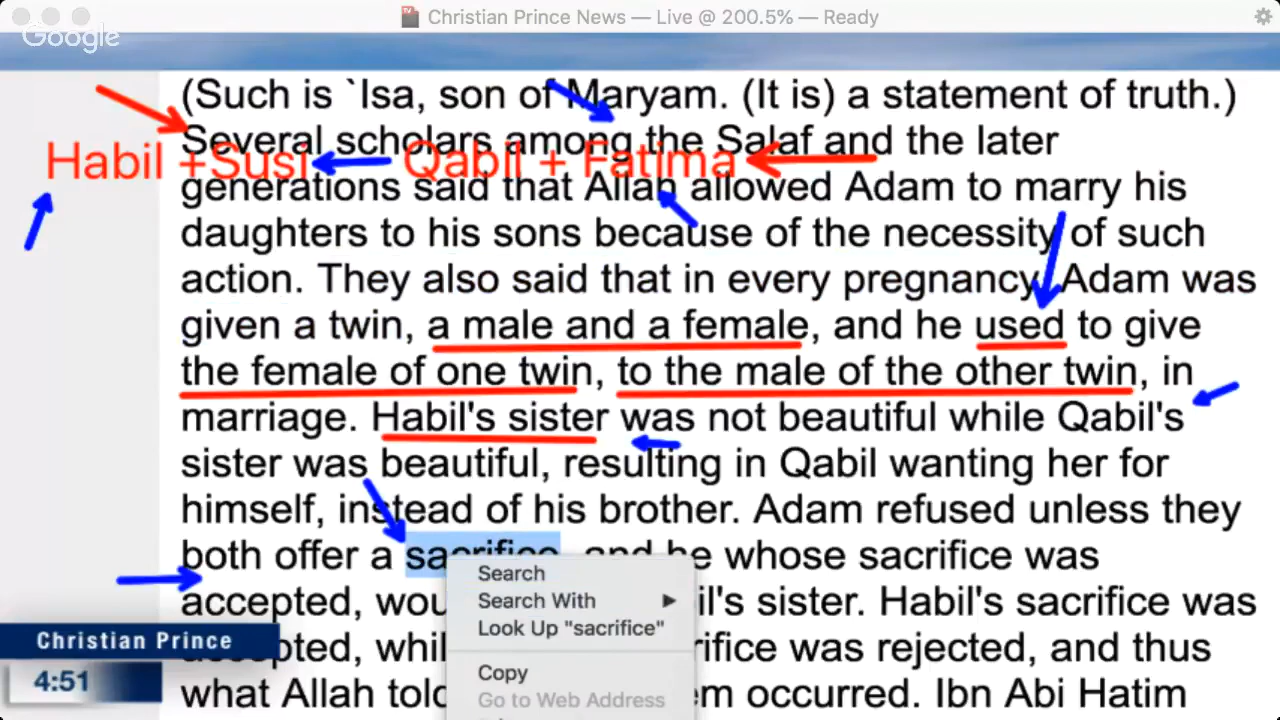 Christian Prince News — Live @ 200.5% — Ready
Google
(Such is `Isa, son of Maryam. (It is) a statement of truth.)
Several scholars among the Salaf and the later
Habil +Susi Qabil + Fatima
generations said that Allah allowed Adam to marry his
daughters to his sons because of the necessity of such
action. They also said that in every pregnancy, Adam was
given a twin, a male and a female, and he used to give
the female of one twin, to the male of the other twin, in
marriage. Habil's sister was not beautiful while Qabil's
sister was beautiful, resulting in Qabil wanting her for
himself, instead of his brother. Adam refused unless they
both offer a sacrifice, and he whose sacrifice was
accepted, il's sister. Habil's sacrifice was
Search
Search With
Look Up "sacrifice"
Copy
Go to Web Address
rifice was rejected, and thus
what Allah occurred. Ibn Abi Hatim
Christian Prince
4:51